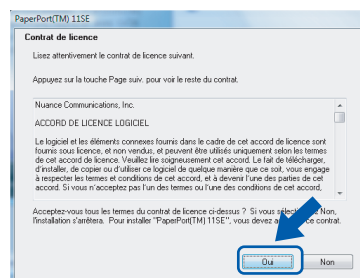 PaperPort(TM) 11SE
Contrat de licence
Lisez attentivement le contrat de licence suivant.
Appuyez sur la touche Page suiv. pour voir le reste du contrat.
Nuance Communications, Inc.
ACCORD DE LICENCE LOGICIEL
Le logiciel et les éléments connexes fournis dans le cadre de cet accord de licence sont
fournis sous licence, et non vendus, et peuvent être utilisés uniquement selon les termes
de cet accord de licence. Veuillez lire soigneusement cet accord. Le fait de télécharger,
d'installer, de copier ou d'utiliser ce logiciel de quelque manière que ce soit, vous engage
à respecter les termes et conditions de cet accord, et à devenir l'une des parties de cet
accord. Si vous n'acceptez pas l'un des termes ou l'une des conditions de cet accord,
Acceptez-vous tous les termes du contrat de licence ci-dessus ? Si vous Non,
l'installation s'arrêtera. Pour installer "PaperPort(TM) 11SE", vous devez contrat.
Oui Non